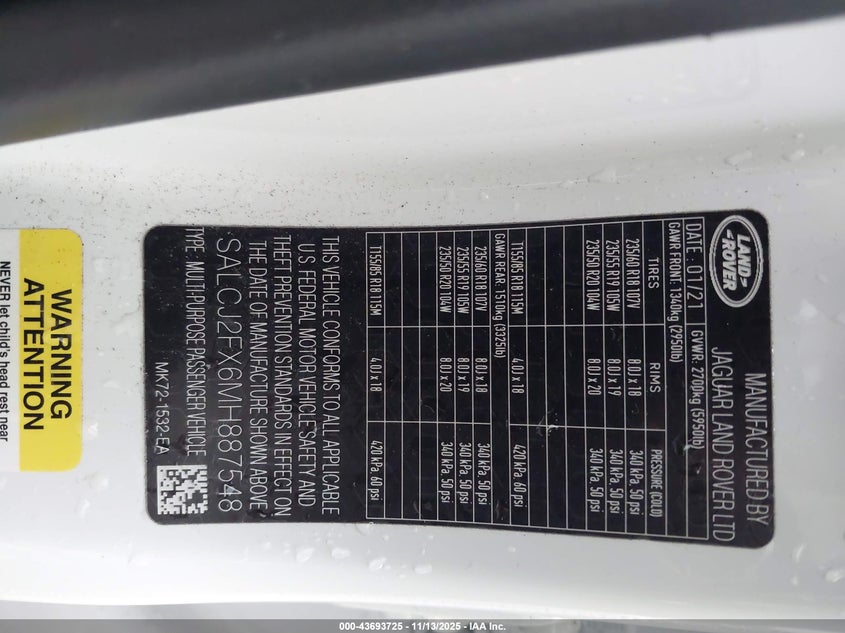 LAND
ROVER
MANUFACTURED BY
JAGUAR LAND ROVER LTD
DATE: 01/21 GVWR: 2700kg (5950lb)
GAWR FRONT: 1340kg (2950lb)
TIRES RIMS PRESSURE (COLD)
235/60 R18 107V 8.0J x 18 340 kPa, 50 psi
235/55 R19 105W 8.0J x 19 340 kPa, 50 psi
235/50 R20 104W 8.0J x 20 340 kPa, 50 psi
T155/85 R18 115M 4.0J x 18 420 kPa, 60 psi
GAWR REAR: 1510kg (3325lb)
235/60 R18 107V 8.0J x 18 340 kPa, 50 psi
235/55 R19 105W 8.0J x 19 340 kPa, 50 psi
235/50 R20 104W 8.0J x 20 340 kPa, 50 psi
T155/85 R18 115M 4.0J x 18 420 kPa, 60 psi
THIS VEHICLE CONFORMS TO ALL APPLICABLE
U.S. FEDERAL MOTOR VEHICLE SAFETY AND
THEFT PREVENTION STANDARDS IN EFFECT ON
THE DATE OF MANUFACTURE SHOWN ABOVE
SALCJ2FX6MH887548
TYPE: MULTI-PURPOSE PASSENGER VEHICLE
MK72-1532-EA
WARNING
ATTENTION
NEVER let child's head rest near
000-43693725 - 11/13/2025 - IAA Inc.